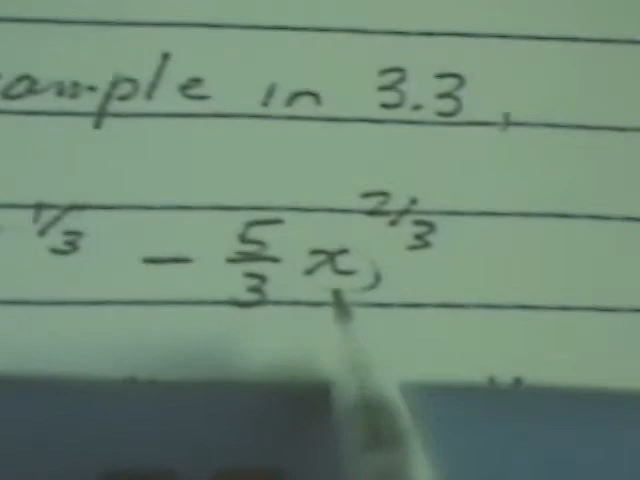 ample in 3.3,
1/3 - 5/3 x^2/3,